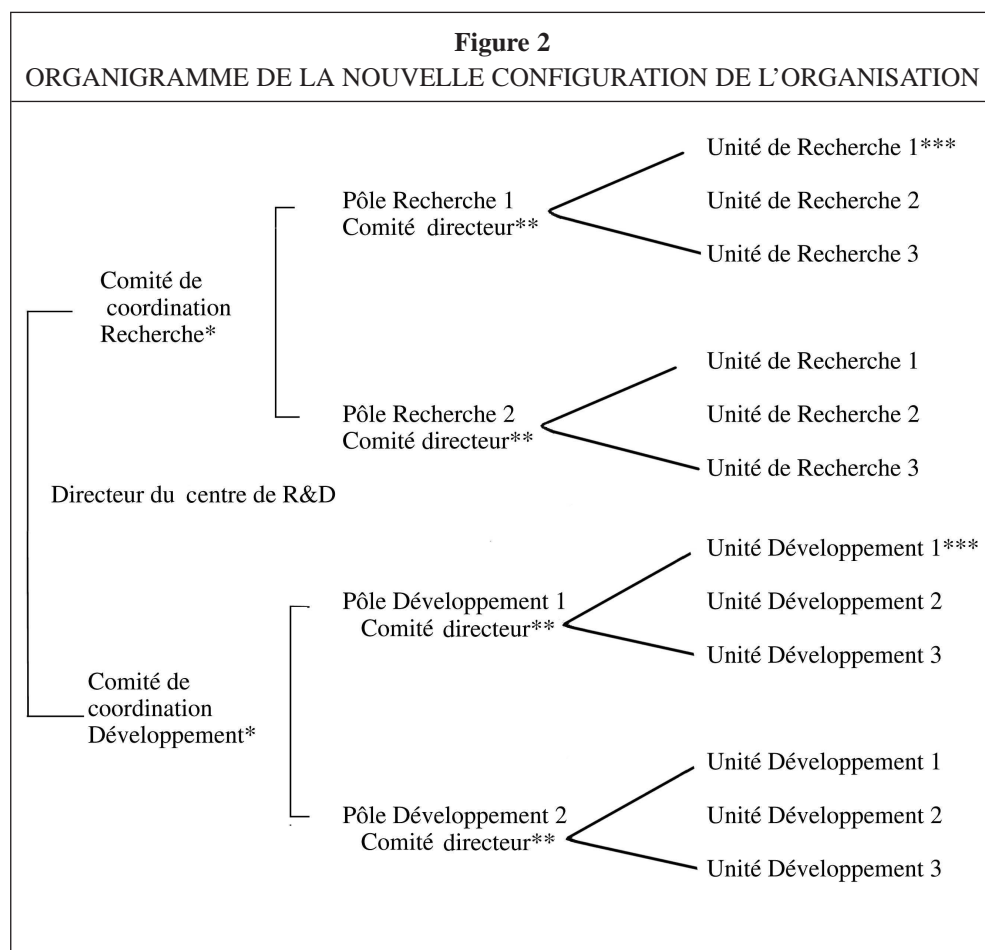 Figure 2
ORGANIGRAMME DE LA NOUVELLE CONFIGURATION DE L'ORGANISATION
Unité de Recherche 1***
Pôle Recherche 1
Comité directeur**
Unité de Recherche 2
Unité de Recherche 3
Comité de
coordination
Recherche*
Unité de Recherche 1
Pôle Recherche 2
Comité directeur**
Unité de Recherche 2
Unité de Recherche 3
Directeur du centre de R&D
Unité Développement 1***
Pôle Développement 1
Comité directeur**
Unité Développement 2
Unité Développement 3
Comité de
coordination
Développement*
Unité Développement 1
Pôle Développement 2
Comité directeur**
Unité Développement 2
Unité Développement 3